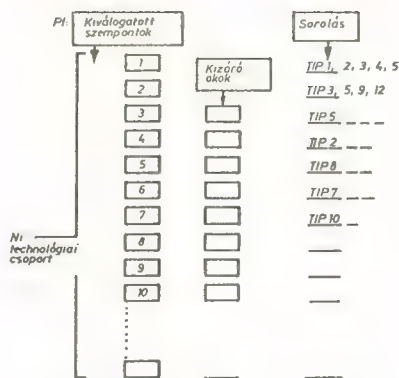 Pl: Kiválogatott szempontok
Sorolás
Kizáró okok
1 TIP 1, 2, 3, 4, 5
2 TIP 3, 5, 9, 12
3 TIP 5
4 TIP 2
5 TIP 8
6 TIP 7
7 TIP 10
8
9
10
Ni
technológiai
csoport